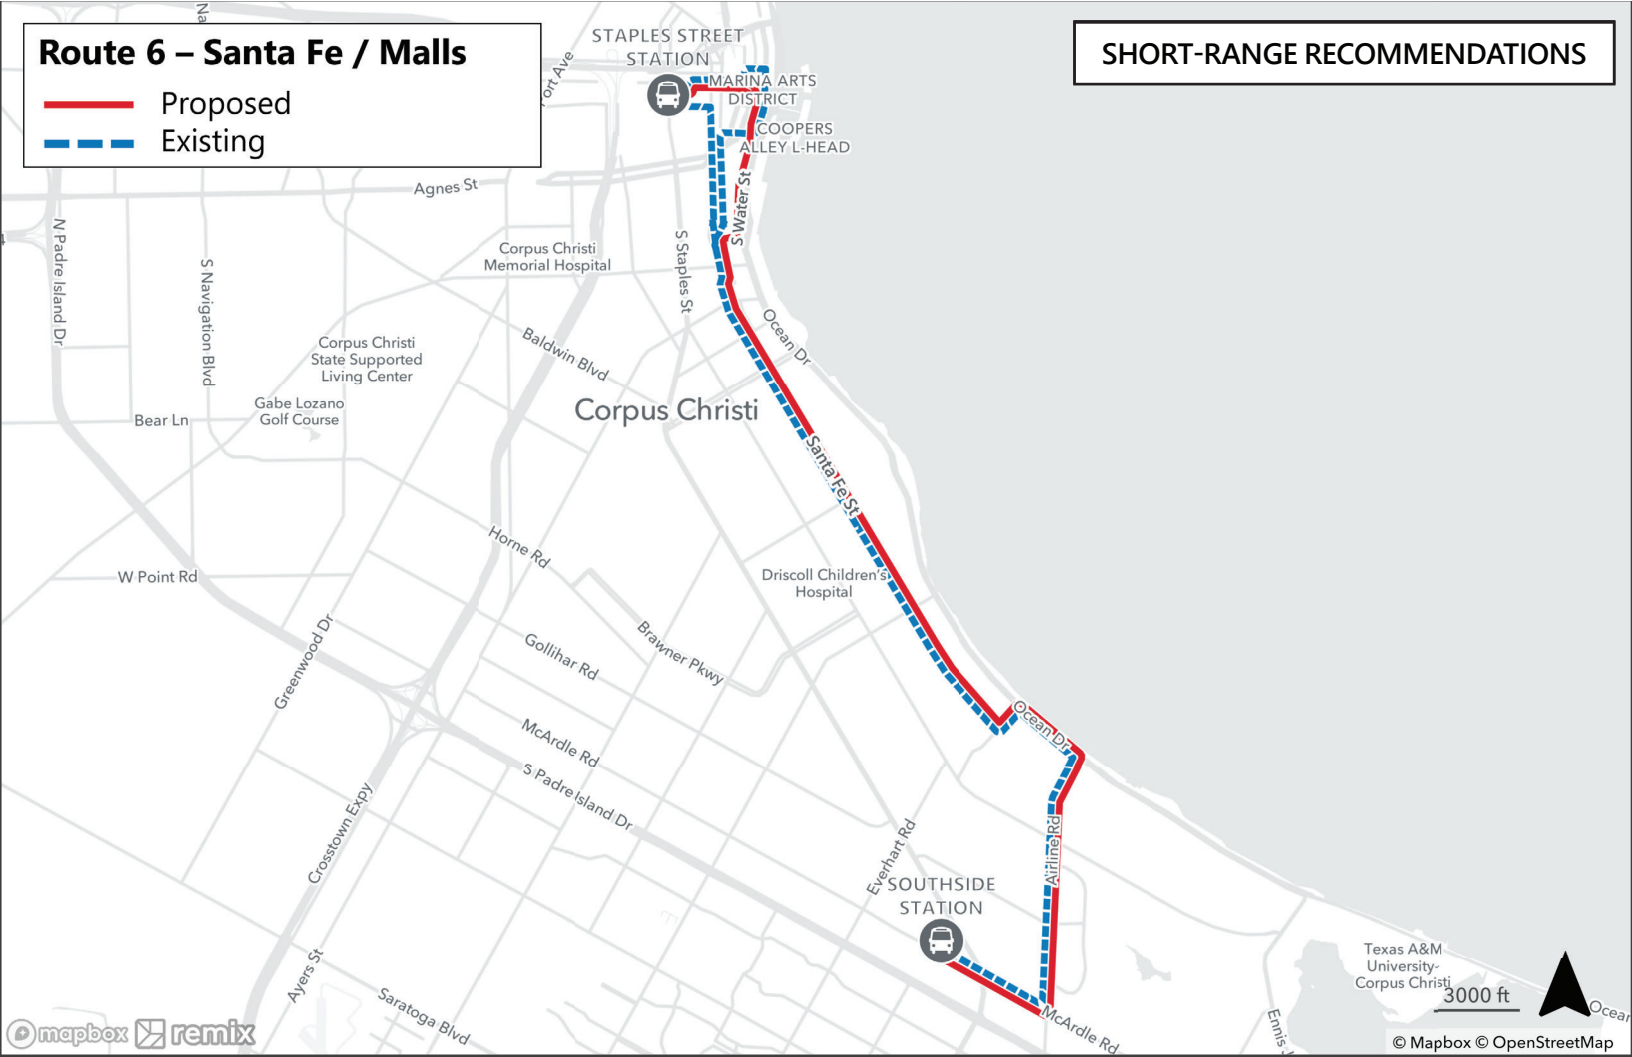 Route 6 – Santa Fe / Malls
Proposed
Existing
SHORT-RANGE RECOMMENDATIONS
STAPLES STREET
STATION
MARINA ARTS
DISTRICT
COOPERS
ALLEY L-HEAD
Port Ave
Agnes St
S Water St
N Padre Island Dr
S Navigation Blvd
Corpus Christi
Memorial Hospital
S Staples St
Ocean Dr
Baldwin Blvd
Corpus Christi
State Supported
Living Center
Gabe Lozano
Golf Course
Bear Ln
Corpus Christi
Santa Fe St
Horne Rd
W Point Rd
Driscoll Children's
Hospital
Greenwood Dr
Gollihar Rd
Brawner Pkwy
Ocean Dr
McArdle Rd
S Padre Island Dr
Crosstown Expy
Everhart Rd
Airline Rd
SOUTHSIDE
STATION
Ayers St
Saratoga Blvd
McArdle Rd
Texas A&M
University-
Corpus Christi
3000 ft
Ocean
Ennis J
mapbox remix
© Mapbox © OpenStreetMap